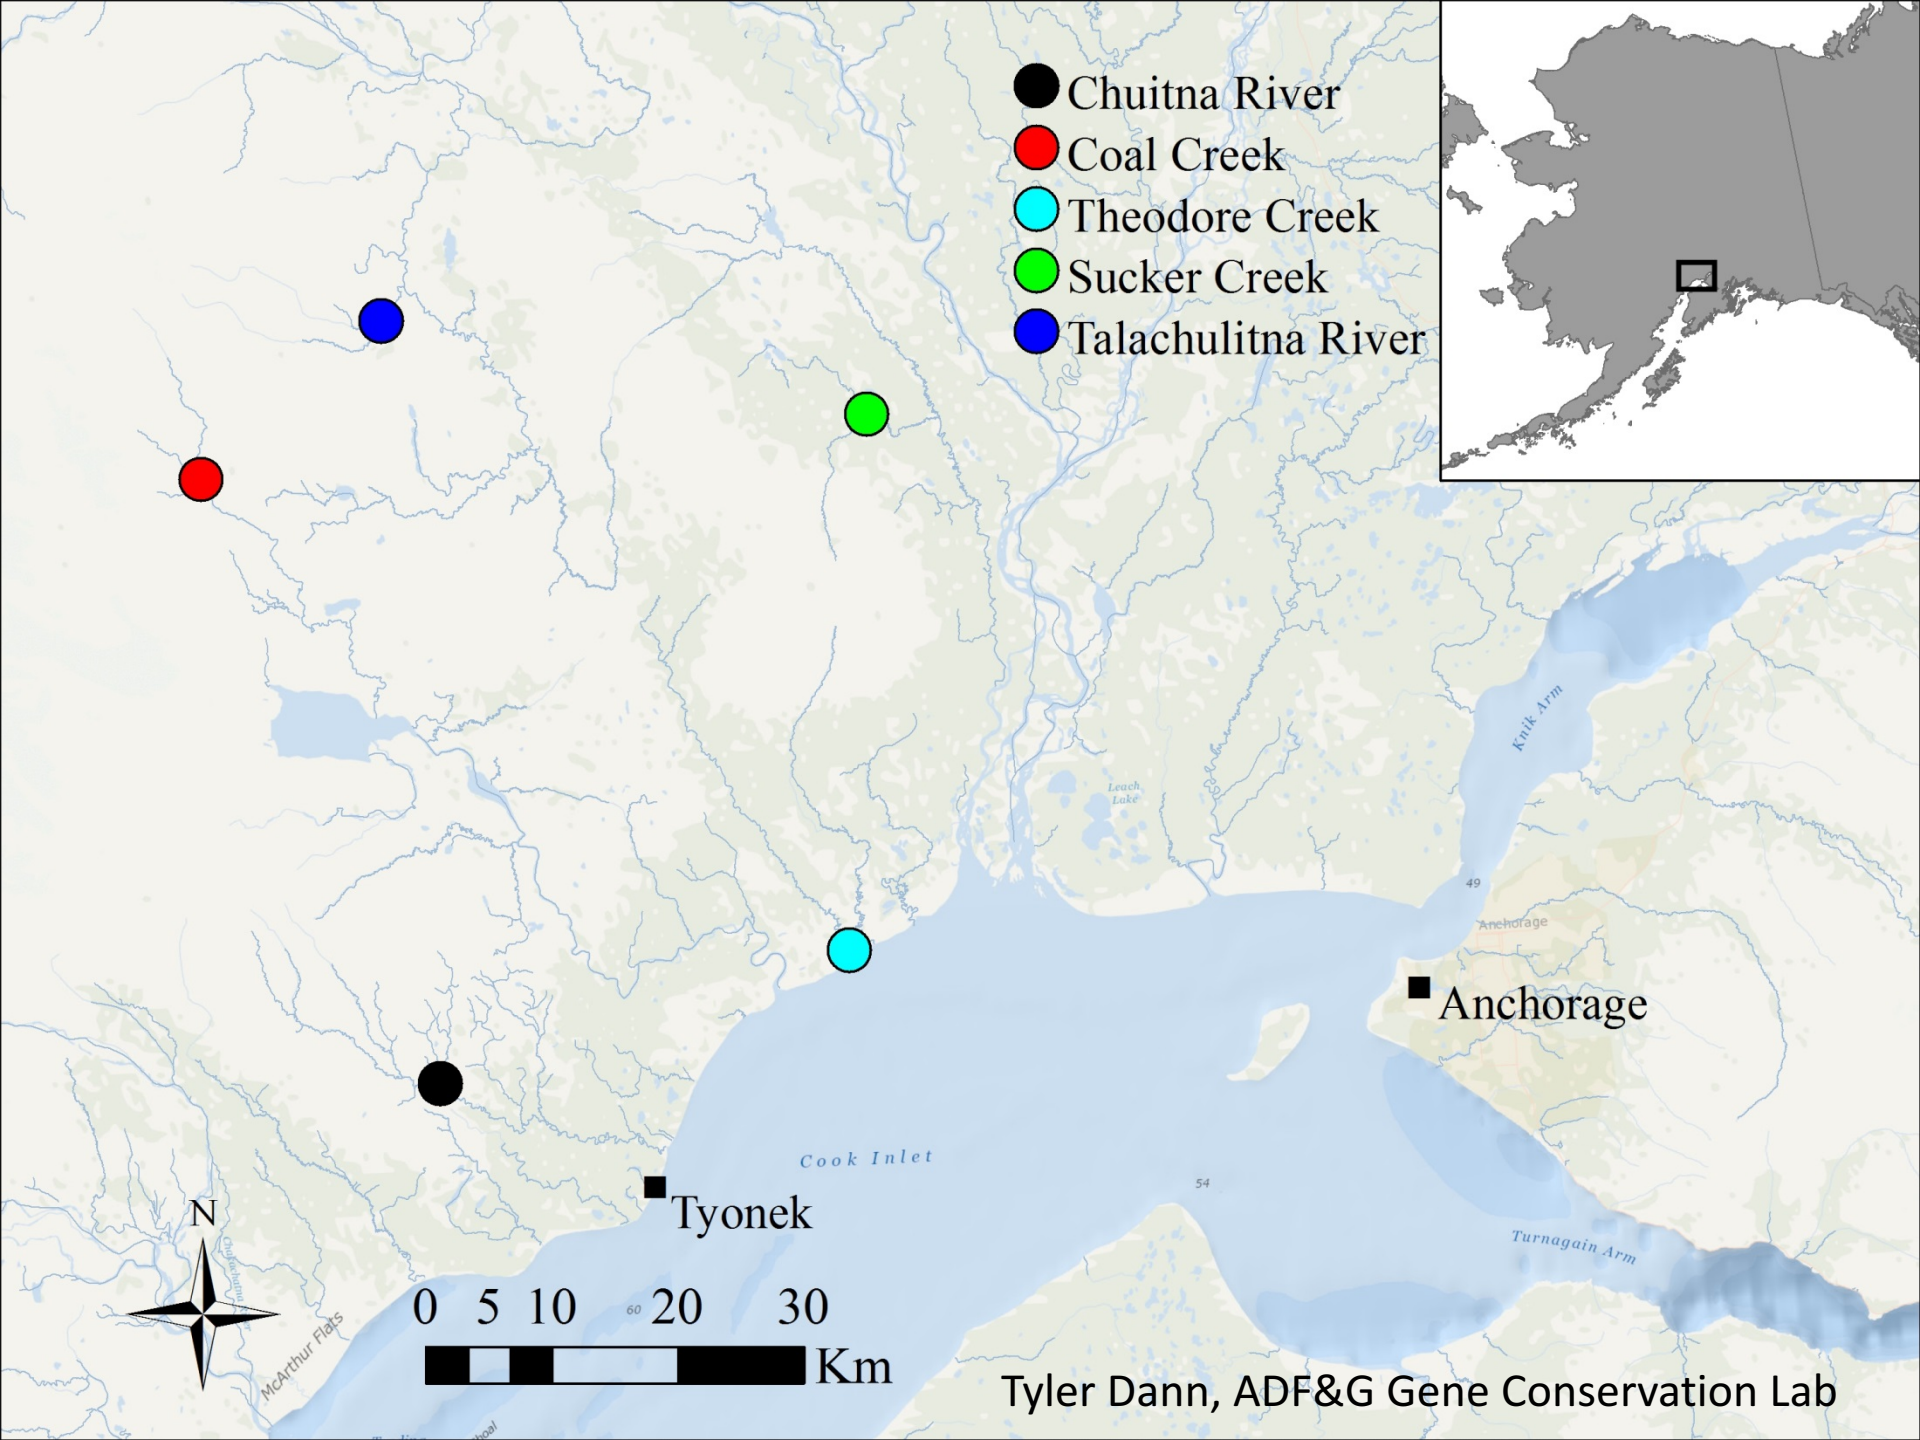 Chuitna River
Coal Creek
Theodore Creek
Sucker Creek
Talachulitna River
Knik Arm
Leach
Lake
49
Anchorage
Anchorage
Cook Inlet
54
Tyonek
N
Turnagain Arm
McArthur Flats
0 5 10 20 30
60
Km
Tyler Dann, ADF&G Gene Conservation Lab